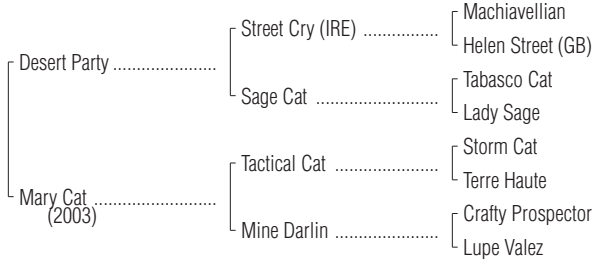 Machiavellian
Street Cry (IRE) ................
Helen Street (GB)
Desert Party ......................
Tabasco Cat
Sage Cat ..........................
Lady Sage
Storm Cat
Tactical Cat ......................
Terre Haute
Mary Cat ..........................
(2003)
Crafty Prospector
Mine Darlin ......................
Lupe Valez